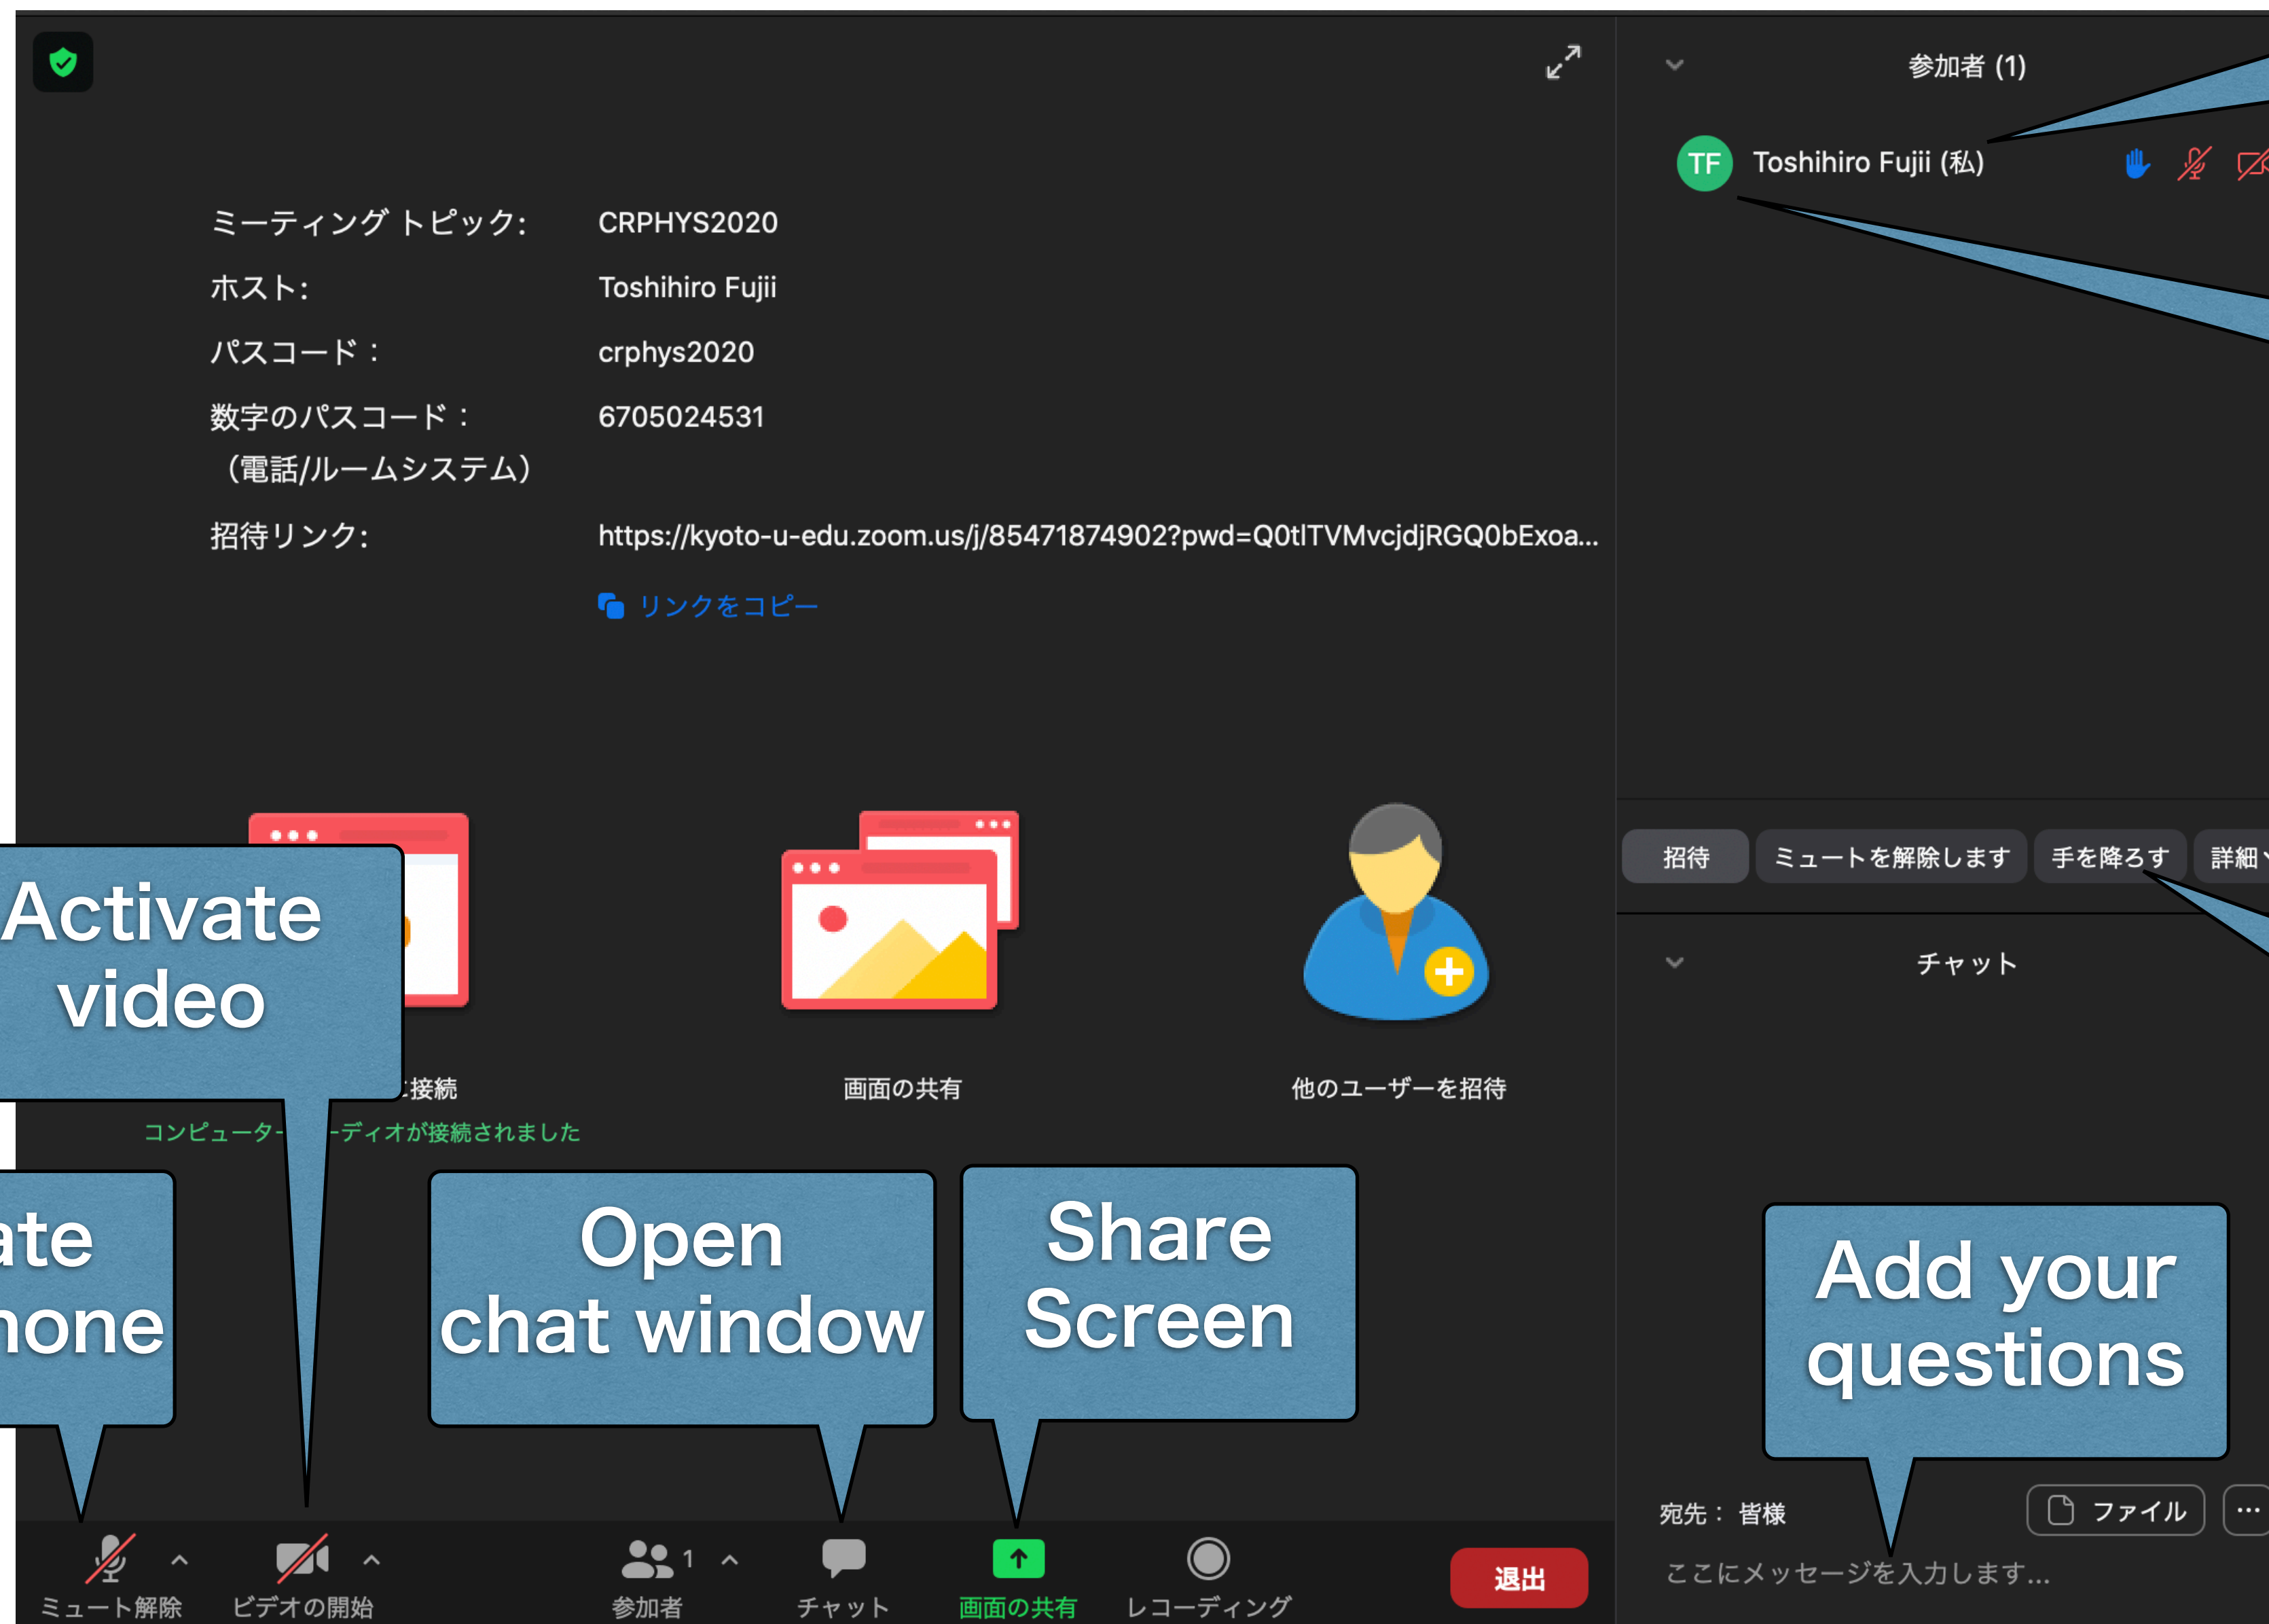 参加者 (1)
TF Toshihiro Fujii (私)
ミーティング トピック: CRPHYS2020
ホスト: Toshihiro Fujii
パスコード： crphys2020
数字のパスコード： 6705024531
（電話/ルームシステム）
招待リンク: https://kyoto-u-edu.zoom.us/j/85471874902?pwd=Q0tlTVMvcjdjRGQ0bExoa...
リンクをコピー
招待 ミュートを解除します 手を降ろす 詳細
Activate
video
接続
画面の共有
他のユーザーを招待
コンピューター
ーディオが接続されました
チャット
Open
chat window
Share
Screen
Add your
questions
宛先： 皆様
ファイル ...
ここにメッセージを入力します...
ミュート解除
ビデオの開始
1
参加者
チャット
画面の共有
レコーディング
退出